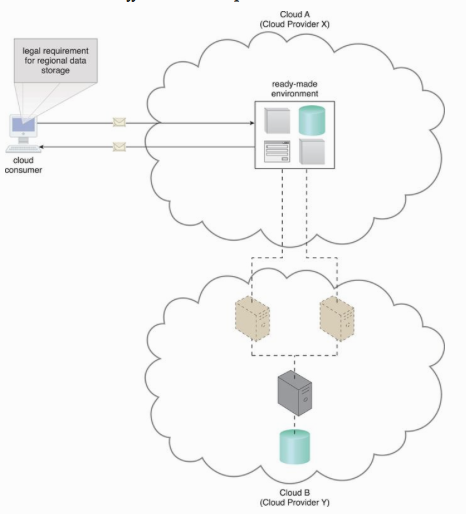 Cloud A
(Cloud Provider X)
legal requirement
for regional data
storage
ready-made
environment
cloud
consumer
Cloud B
(Cloud Provider Y)